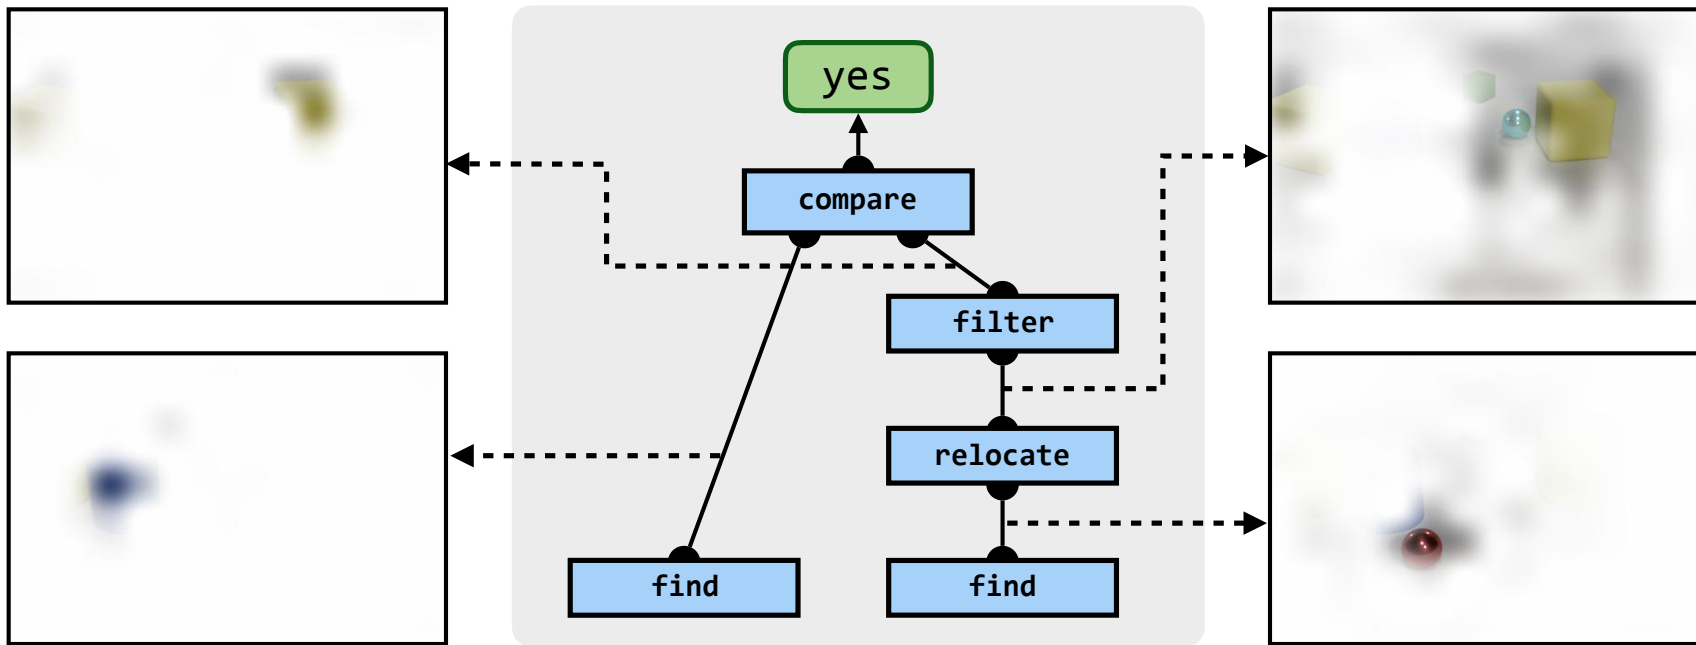 yes
compare
filter
relocate
find
find